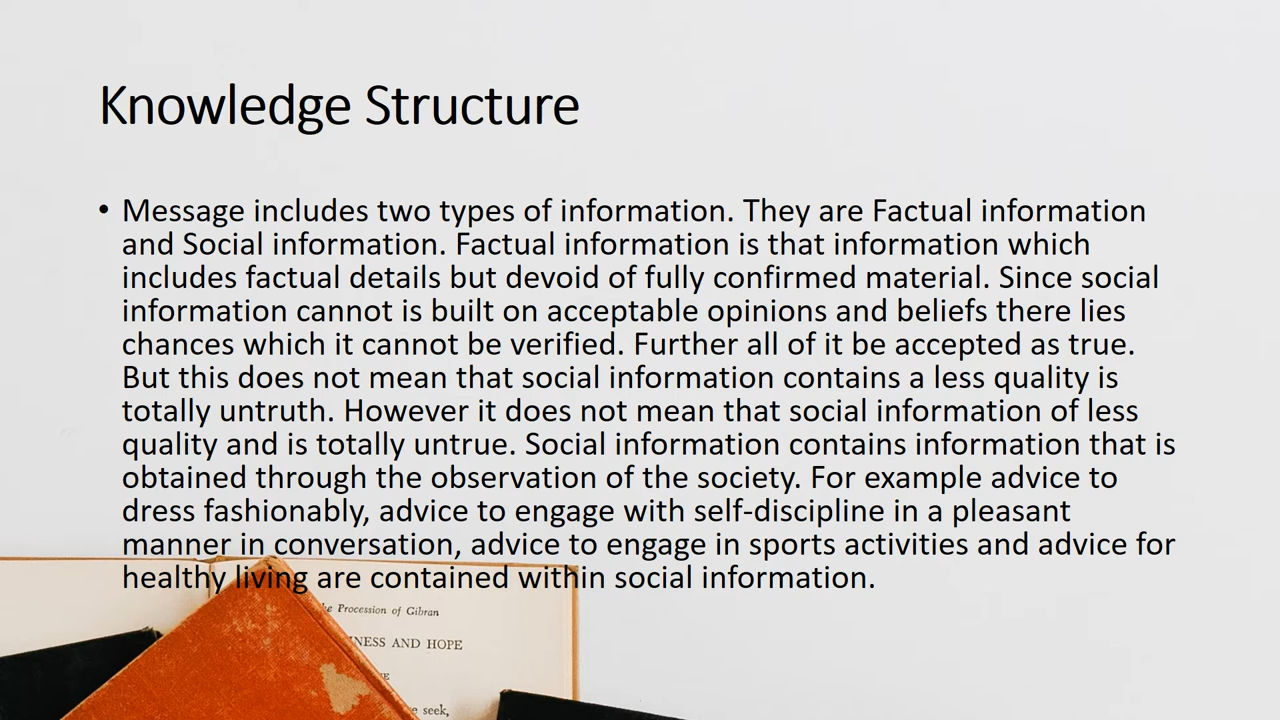 Knowledge Structure
• Message includes two types of information. They are Factual information
and Social information. Factual information is that information which
includes factual details but devoid of fully confirmed material. Since social
information cannot is built on acceptable opinions and beliefs there lies
chances which it cannot be verified. Further all of it be accepted as true.
But this does not mean that social information contains a less quality is
totally untruth. However it does not mean that social information of less
quality and is totally untrue. Social information contains information that is
obtained through the observation of the society. For example advice to
dress fashionably, advice to engage with self-discipline in a pleasant
manner in conversation, advice to engage in sports activities and advice for
healthy living are contained within social information.
Procession of Gibran
AND HOPE
seek,